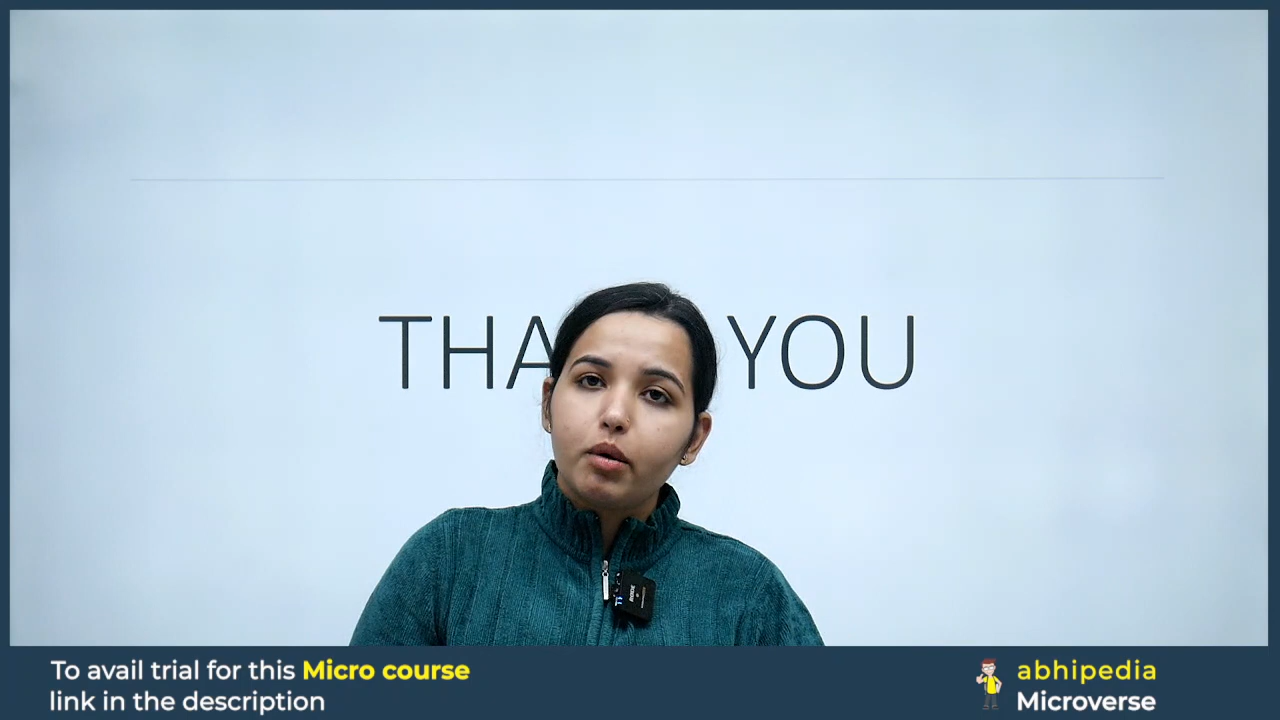 THA YOU
To avail trial for this Micro course
link in the description
abhipedia
Microverse